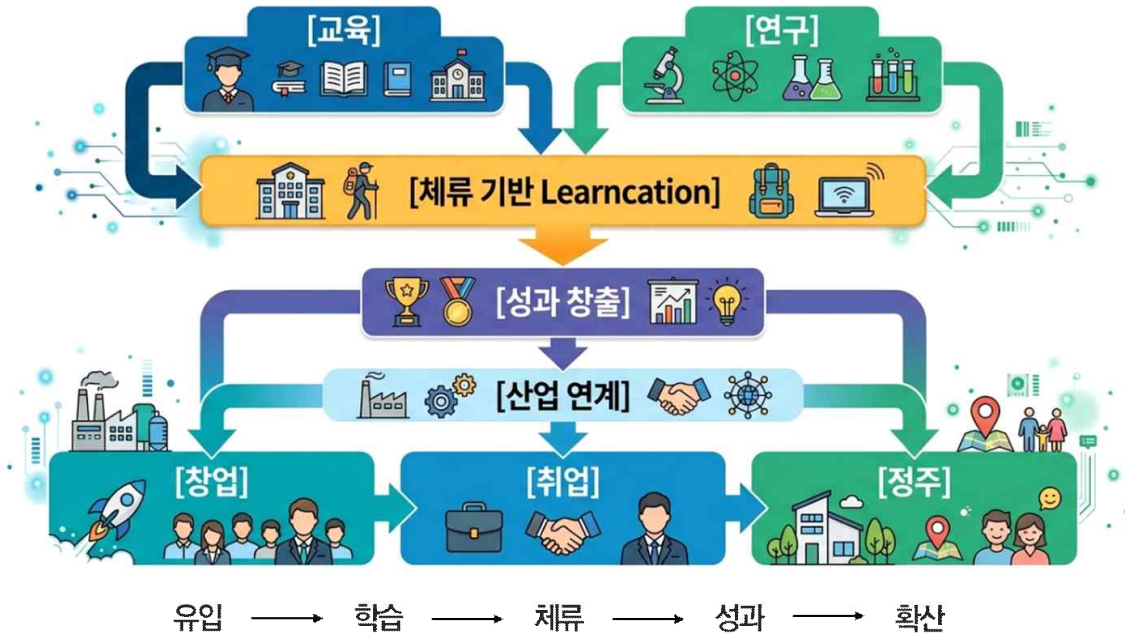 [교육]
[연구]
[체류 기반 Learncation]
[성과 창출]
[산업 연계]
[창업]
[취업]
[정주]
유입 → 학습 → 체류 → 성과 → 확산